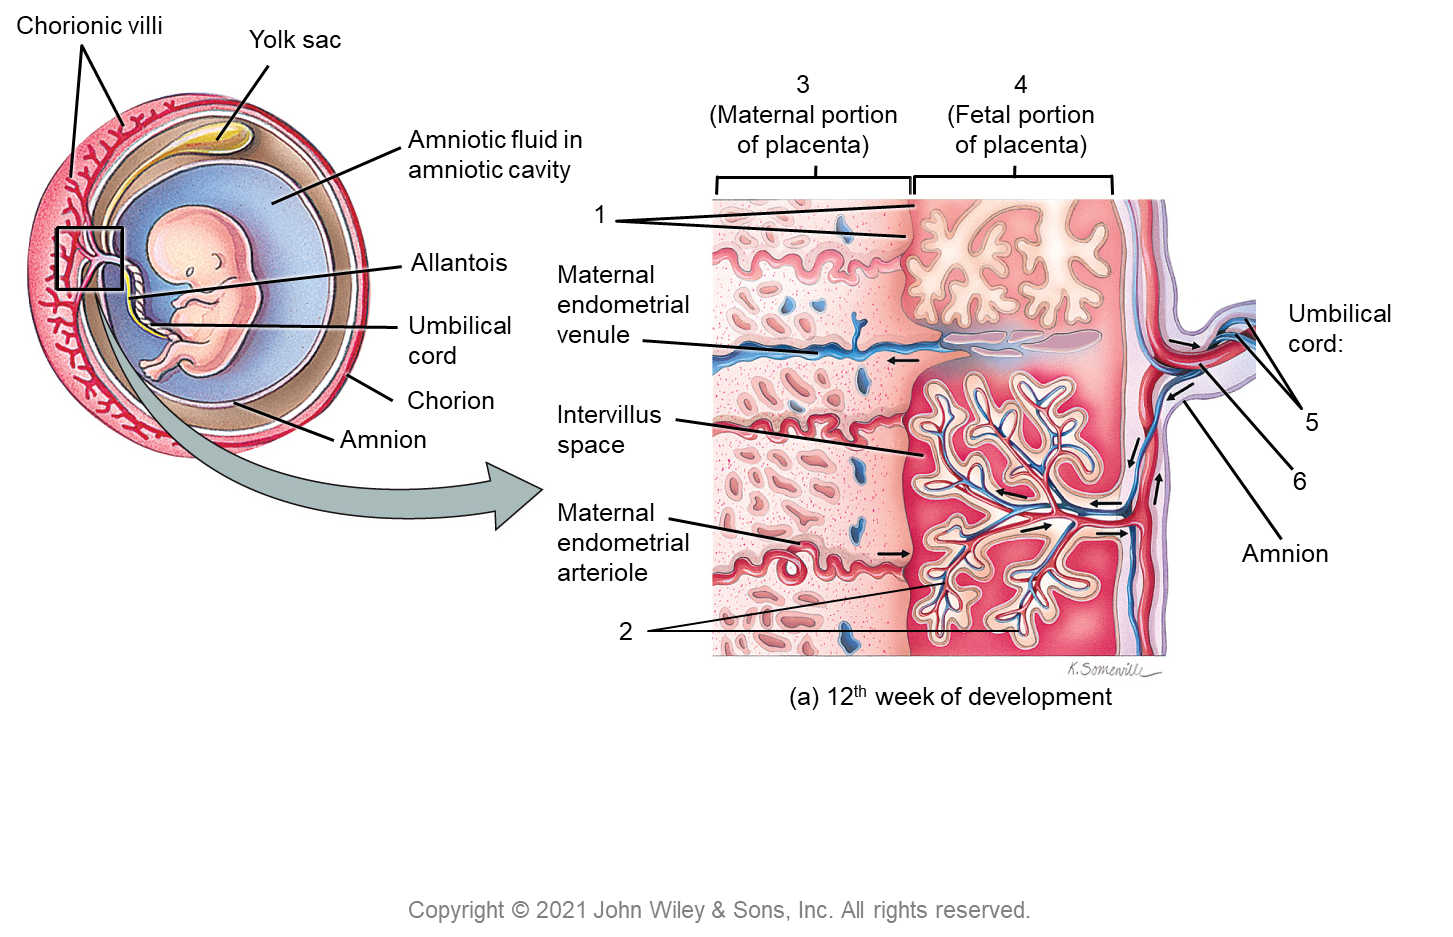 Chorionic villi
Yolk sac
Amniotic fluid in
amniotic cavity
Allantois
Umbilical
cord
Chorion
Amnion
3
(Maternal portion
of placenta)
4
(Fetal portion
of placenta)
1
Maternal
endometrial
venule
Intervillus
space
Maternal
endometrial
arteriole
2
Umbilical
cord:
5
6
Amnion
K. Somerville
(a) 12th week of development
Copyright © 2021 John Wiley & Sons, Inc. All rights reserved.